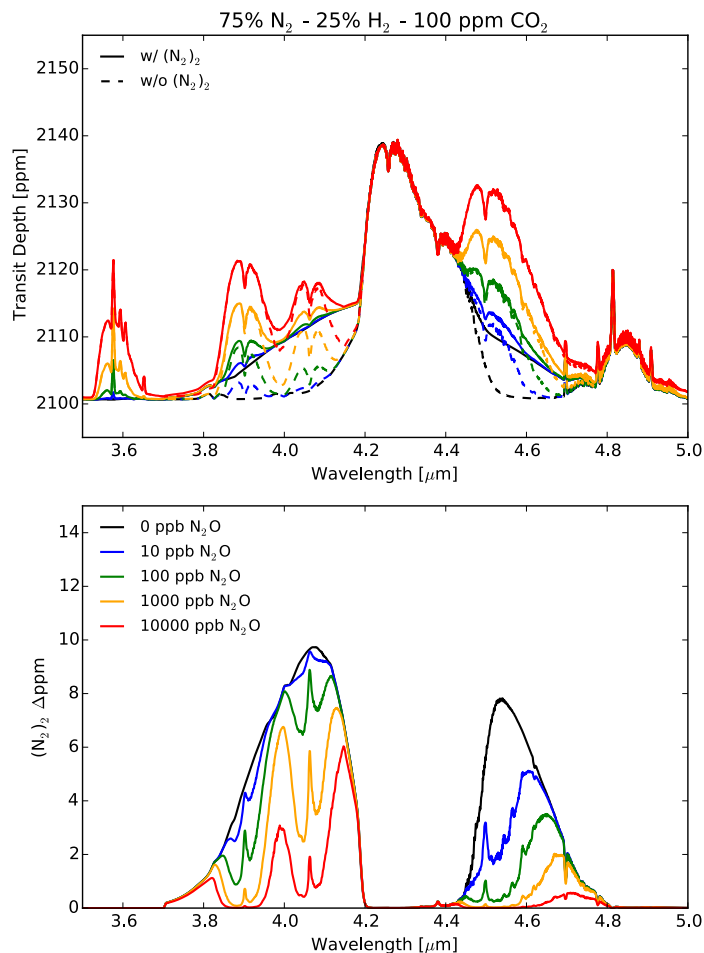 75% N₂ - 25% H₂ - 100 ppm CO₂
w/ (N₂)₂
w/o (N₂)₂
Transit Depth [ppm]
2150
2140
2130
2120
2110
2100
3.6 3.8 4.0 4.2 4.4 4.6 4.8 5.0
Wavelength [μm]
0 ppb N₂O
10 ppb N₂O
100 ppb N₂O
1000 ppb N₂O
10000 ppb N₂O
(N₂)₂ Δppm
14
12
10
8
6
4
2
0
3.6 3.8 4.0 4.2 4.4 4.6 4.8 5.0
Wavelength [μm]